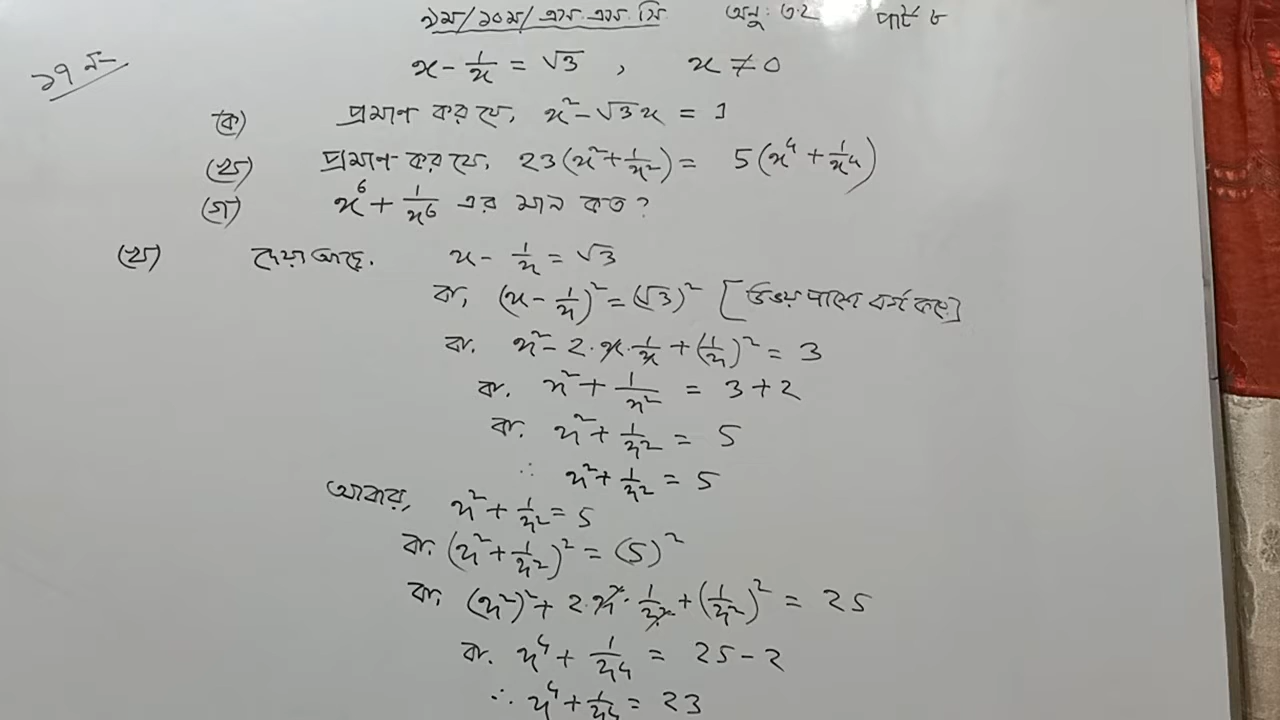 ৯ম/১০ম/এস.এস.সি অনু: ৩.২ পার্ট ৮
১৭ নং
x - 1/x = √3 , x ≠ 0
(ক) প্রমাণ কর যে, x² - √3x = 1
(খ) প্রমাণ কর যে, 23(x² + 1/x²) = 5(x⁴ + 1/x⁴)
(গ) x⁶ + 1/x⁶ এর মান কত?
(খ) দেয়া আছে, x - 1/x = √3
বা, (x - 1/x)² = (√3)² [উভয় পাশে বর্গ করে]
বা, x² - 2·x·1/x + (1/x)² = 3
বা, x² + 1/x² = 3 + 2
বা, x² + 1/x² = 5
∴ x² + 1/x² = 5
আবার, x² + 1/x² = 5
বা, (x² + 1/x²)² = (5)²
বা, (x²)² + 2·x²·1/x² + (1/x²)² = 25
বা, x⁴ + 1/x⁴ = 25 - 2
∴ x⁴ + 1/x⁴ = 23